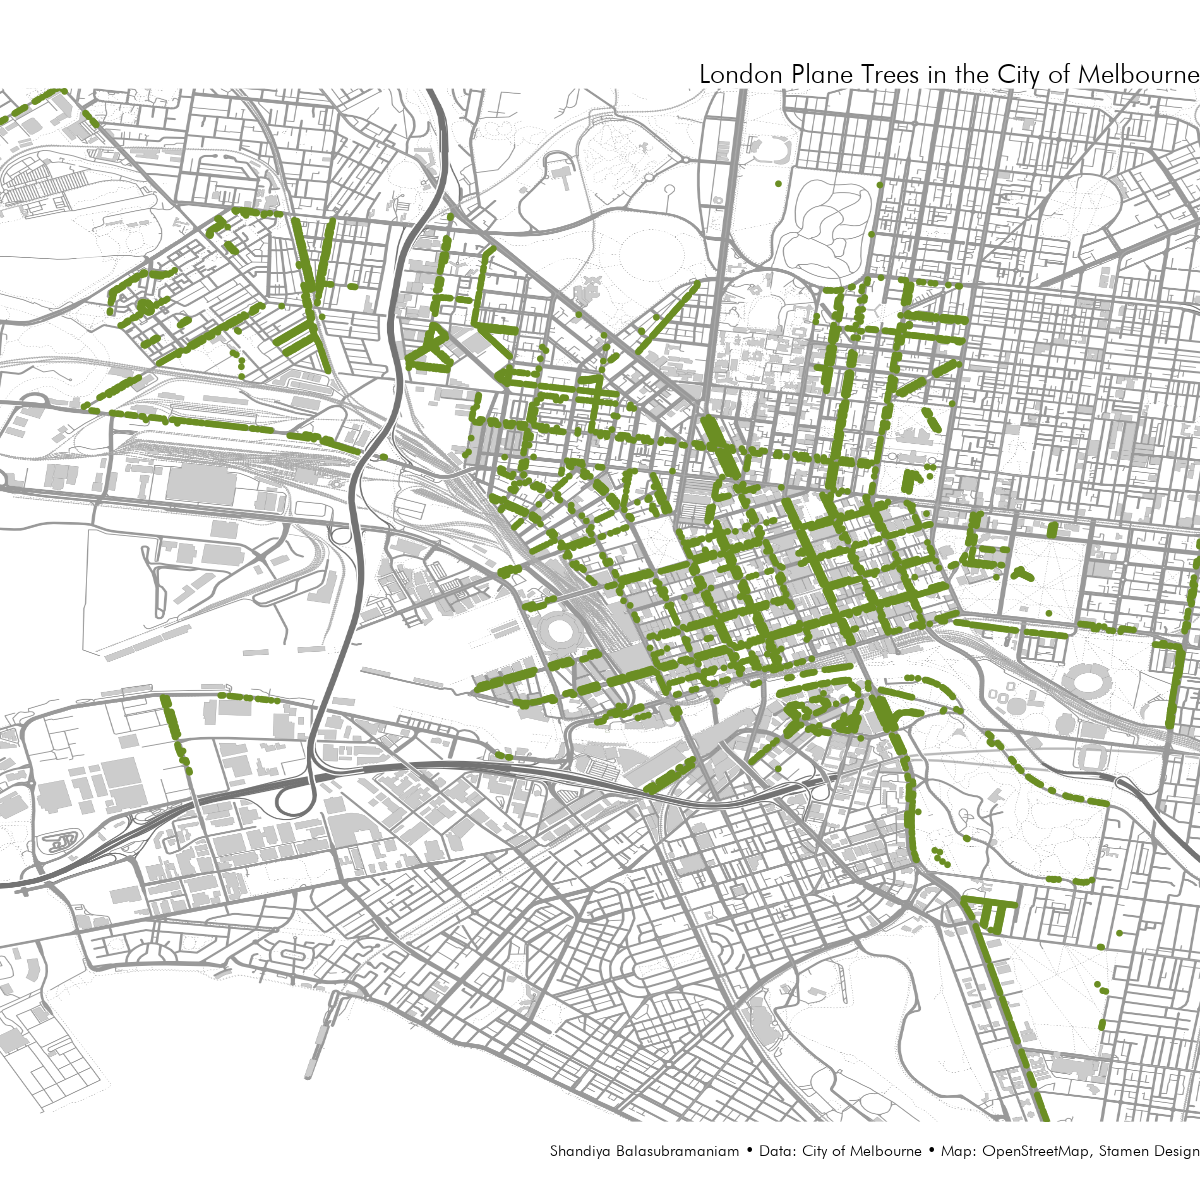 London Plane Trees in the City of Melbourne
Shandiya Balasubramaniam • Data: City of Melbourne • Map: OpenStreetMap, Stamen Design